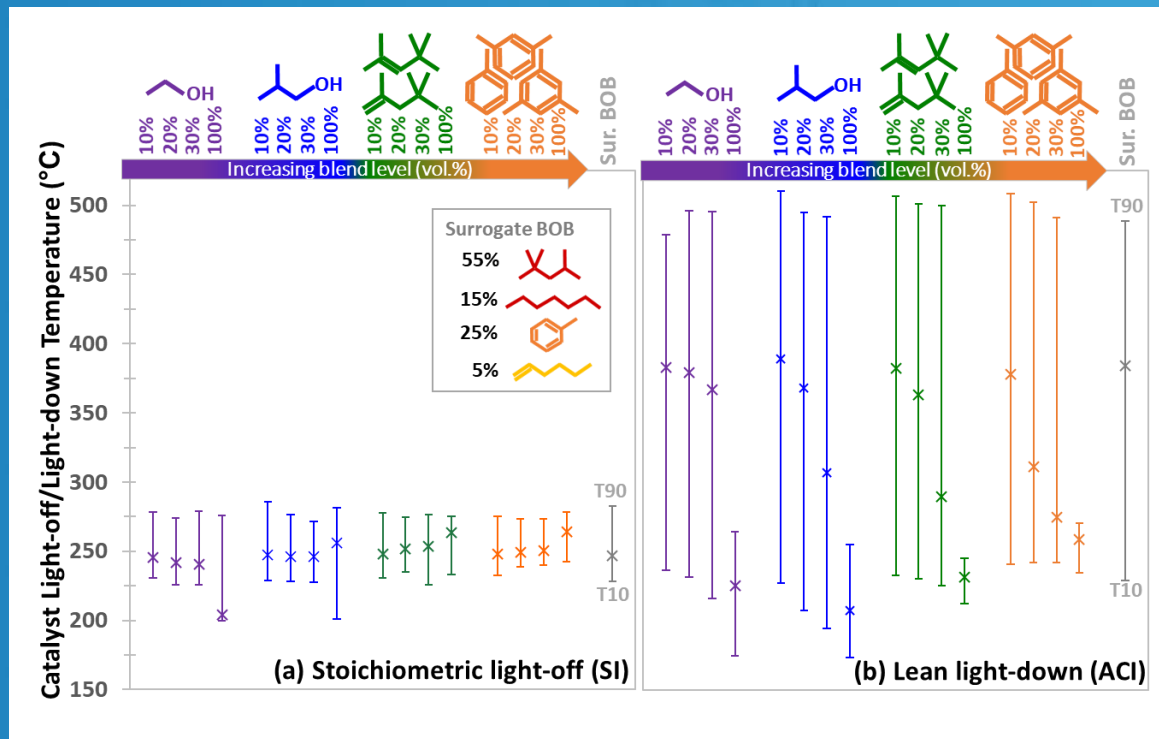 OH
OH
10%
20%
30%
100%
10%
20%
30%
100%
10%
20%
30%
100%
10%
20%
30%
100%
Sur. BOB
Increasing blend level (vol.%)
OH
OH
10%
20%
30%
100%
10%
20%
30%
100%
10%
20%
30%
100%
10%
20%
30%
100%
Sur. BOB
Increasing blend level (vol.%)
Catalyst Light-off/Light-down Temperature (°C)
500
450
400
350
300
250
200
150
Surrogate BOB
55%
15%
25%
5%
T90
T10
(a) Stoichiometric light-off (SI)
T90
T10
(b) Lean light-down (ACI)